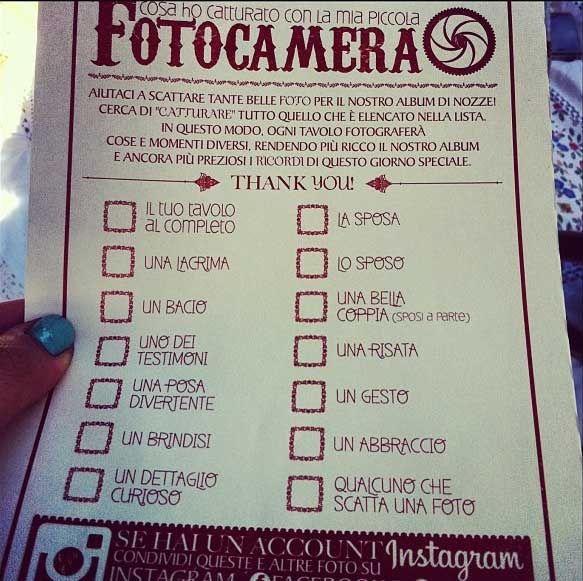 cosa ho catturato con la mia piccola
FOTOCAMERA
AIUTACI A SCATTARE TANTE BELLE FOTO PER IL NOSTRO ALBUM DI NOZZE!
CERCA DI "CATTURARE" TUTTO QUELLO CHE È ELENCATO NELLA LISTA.
IN QUESTO MODO, OGNI TAVOLO FOTOGRAFERÀ
COSE E MOMENTI DIVERSI, RENDENDO PIÙ RICCO IL NOSTRO ALBUM
E ANCORA PIÙ PREZIOSI I RICORDI DI QUESTO GIORNO SPECIALE.
THANK YOU!
IL TUO TAVOLO
AL COMPLETO
UNA LACRIMA
UN BACIO
UNO DEI
TESTIMONI
UNA POSA
DIVERTENTE
UN BRINDISI
UN DETTAGLIO
CURIOSO
LA SPOSA
LO SPOSO
UNA BELLA
COPPIA (SPOSI A PARTE)
UNA RISATA
UN GESTO
UN ABBRACCIO
QUALCUNO CHE
SCATTA UNA FOTO
SE HAI UN ACCOUNT Instagram
CONDIVIDI QUESTE E ALTRE FOTO SU
INSTAGRAM